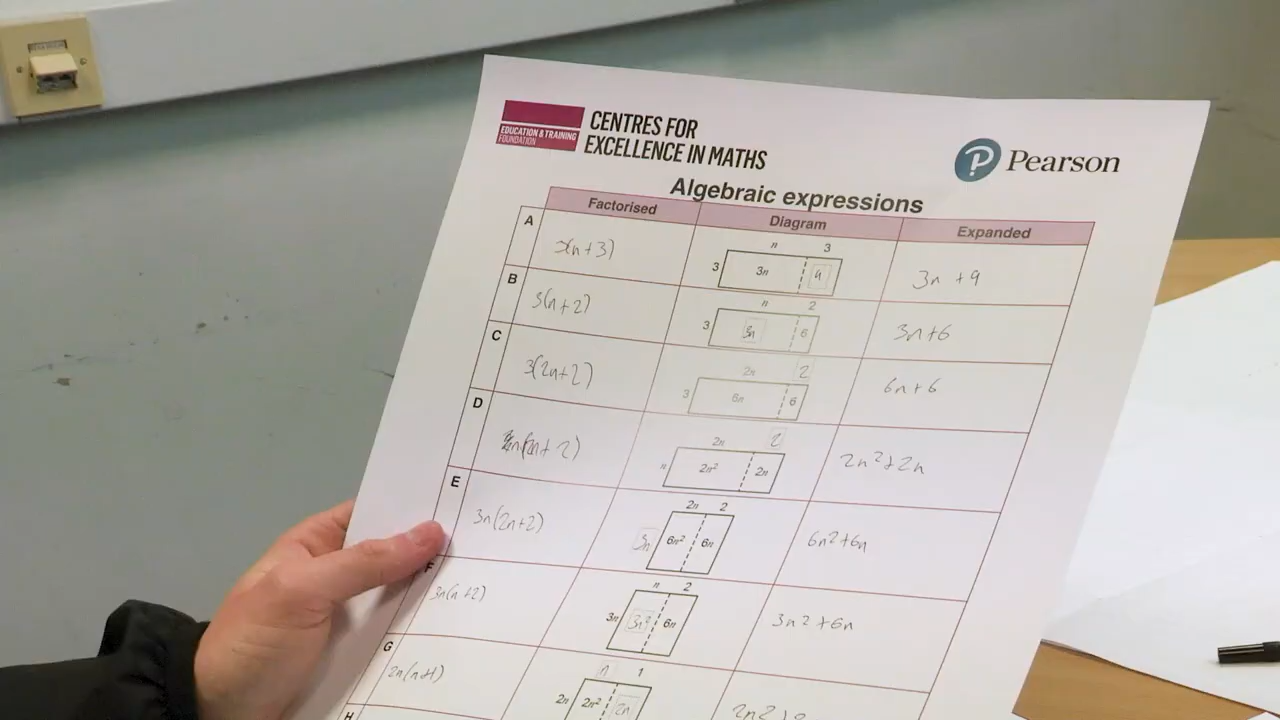 EDUCATION & TRAINING
FOUNDATION
CENTRES FOR
EXCELLENCE IN MATHS
Pearson
Algebraic expressions
Factorised Diagram Expanded
A
n 3
(n+3) 3 3n 9 3n +9
B
n 2
3(n+2) 3 3n 6 3n+6
C
2n 2
3(2n+2) 3 6n 6 6n+6
D
2n 2
n 2n² 2n 2n²+2n
E
2n 2
3n(2n+2) 3n 6n² 6n 6n²+6n
F
n 2
3n(n+2) 3n 3n² 6n 3n²+6n
G
n 1
2n(n+1) 2n 2n² 2n
H